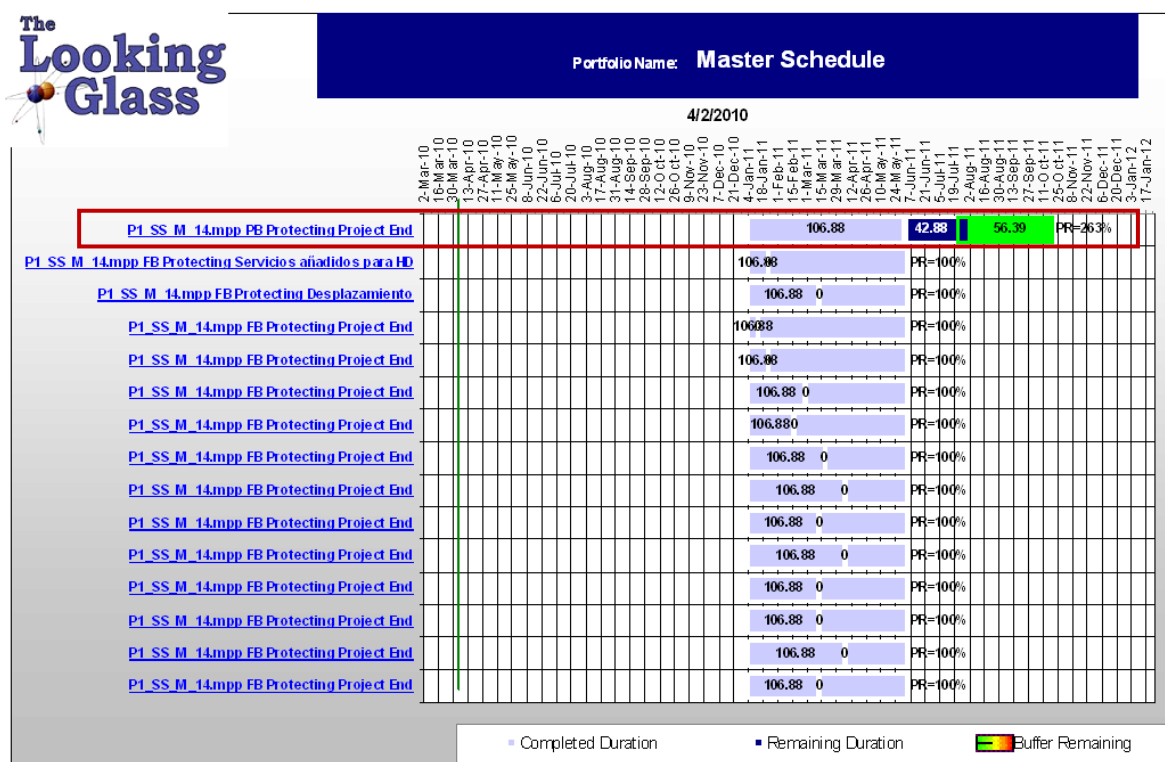 The
Looking
Glass
Portfolio Name: Master Schedule
4/2/2010
2-Mar-10
16-Mar-10
30-Mar-10
13-Apr-10
27-Apr-10
11-May-10
25-May-10
8-Jun-10
22-Jun-10
6-Jul-10
20-Jul-10
3-Aug-10
17-Aug-10
31-Aug-10
14-Sep-10
28-Sep-10
12-Oct-10
26-Oct-10
9-Nov-10
23-Nov-10
7-Dec-10
21-Dec-10
4-Jan-11
18-Jan-11
1-Feb-11
15-Feb-11
1-Mar-11
15-Mar-11
29-Mar-11
12-Apr-11
26-Apr-11
10-May-11
24-May-11
7-Jun-11
21-Jun-11
5-Jul-11
19-Jul-11
2-Aug-11
16-Aug-11
30-Aug-11
13-Sep-11
27-Sep-11
11-Oct-11
25-Oct-11
8-Nov-11
22-Nov-11
6-Dec-11
20-Dec-11
3-Jan-12
17-Jan-12
P1_SS_M_14.mpp PB Protecting Project End 106.88 42.88 56.39 PR=263%
P1_SS_M_14.mpp FB Protecting Servicios añadidos para HD 106.88 PR=100%
P1_SS_M_14.mpp FB Protecting Desplazamiento 106.88 0 PR=100%
P1_SS_M_14.mpp FB Protecting Project End PR=100%
P1_SS_M_14.mpp FB Protecting Project End 106.88 PR=100%
P1_SS_M_14.mpp FB Protecting Project End 106.88 0 PR=100%
P1_SS_M_14.mpp FB Protecting Project End 106.880 PR=100%
P1_SS_M_14.mpp FB Protecting Project End 106.88 0 PR=100%
P1_SS_M_14.mpp FB Protecting Project End 106.88 0 PR=100%
P1_SS_M_14.mpp FB Protecting Project End 106.88 0 PR=100%
P1_SS_M_14.mpp FB Protecting Project End 106.88 0 PR=100%
P1_SS_M_14.mpp FB Protecting Project End 106.88 0 PR=100%
P1_SS_M_14.mpp FB Protecting Project End 106.88 0 PR=100%
P1_SS_M_14.mpp FB Protecting Project End 106.88 0 PR=100%
P1_SS_M_14.mpp FB Protecting Project End 106.88 0 PR=100%
Completed Duration Remaining Duration Buffer Remaining